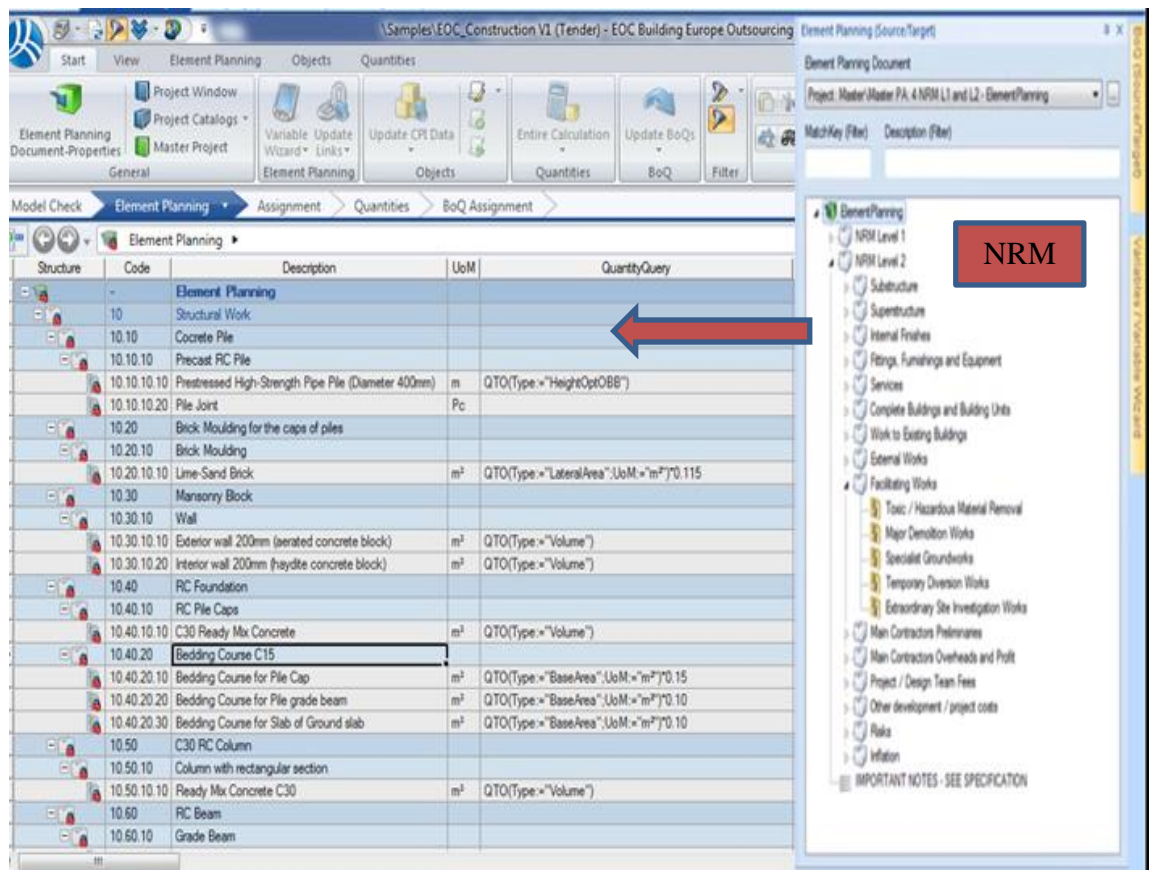 \Samples\EOC_Construction V1 (Tender) - EOC Building Europe Outsourcing
Start View Element Planning Objects Quantities
Element Planning Document-Properties
Project Window
Project Catalogs
Master Project
General
Variable Wizard
Update Links
Element Planning
Update CPI Data
Objects
Entire Calculation
Quantities
Update BoQs
BoQ
Filter
Model Check Element Planning Assignment Quantities BoQ Assignment
Element Planning
Structure Code Description UoM QuantityQuery
- Element Planning
10 Structural Work
10.10 Cocrete Pile
10.10.10 Precast RC Pile
10.10.10.10 Prestressed High-Strength Pipe Pile (Diameter 400mm) m QTO(Type:="HeightOptOBB")
10.10.10.20 Pile Joint Pc
10.20 Brick Moulding for the caps of piles
10.20.10 Brick Moulding
10.20.10.10 Lime-Sand Brick m³ QTO(Type:="LateralArea";UoM:="m²")*0.115
10.30 Mansonry Block
10.30.10 Wall
10.30.10.10 Exterior wall 200mm (aerated concrete block) m³ QTO(Type:="Volume")
10.30.10.20 Interior wall 200mm (haydite concrete block) m³ QTO(Type:="Volume")
10.40 RC Foundation
10.40.10 RC Pile Caps
10.40.10.10 C30 Ready Mix Concrete m³ QTO(Type:="Volume")
10.40.20 Bedding Course C15
10.40.20.10 Bedding Course for Pile Cap m³ QTO(Type:="BaseArea";UoM:="m²")*0.15
10.40.20.20 Bedding Course for Pile grade beam m³ QTO(Type:="BaseArea";UoM:="m²")*0.10
10.40.20.30 Bedding Course for Slab of Ground slab m³ QTO(Type:="BaseArea";UoM:="m²")*0.10
10.50 C30 RC Column
10.50.10 Column with rectangular section
10.50.10.10 Ready Mix Concrete C30 m³ QTO(Type:="Volume")
10.60 RC Beam
10.60.10 Grade Beam
Element Planning (Source/Target)
Element Planning Document
Project: Master\Master P.A. 4 NRM L1 and L2 - ElementPlanning
MatchKey (Filter) Description (Filter)
ElementPlanning
NRM Level 1
NRM Level 2
Substructure
Superstructure
Internal Finishes
Fittings, Furnishings and Equipment
Services
Complete Buildings and Building Units
Work to Existing Buildings
External Works
Facilitating Works
Toxic / Hazardous Material Removal
Major Demolition Works
Specialist Groundworks
Temporary Diversion Works
Extraordinary Site Investigation Works
Main Contractors Preliminaries
Main Contractors Overheads and Profit
Project / Design Team Fees
Other development / project costs
Risks
Inflation
IMPORTANT NOTES - SEE SPECIFICATION
NRM
BoQ (Source/Target)
Variables / Variable Wizard